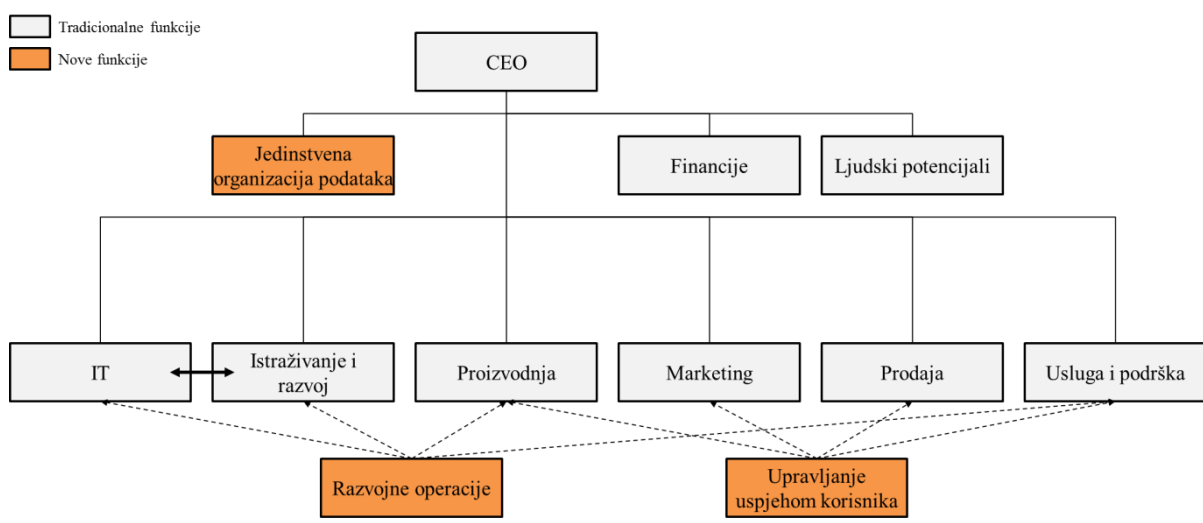 Tradicionalne funkcije
Nove funkcije
CEO
Jedinstvena
organizacija podataka
Financije
Ljudski potencijali
IT
Istraživanje i
razvoj
Proizvodnja
Marketing
Prodaja
Usluga i podrška
Razvojne operacije
Upravljanje
uspjehom korisnika